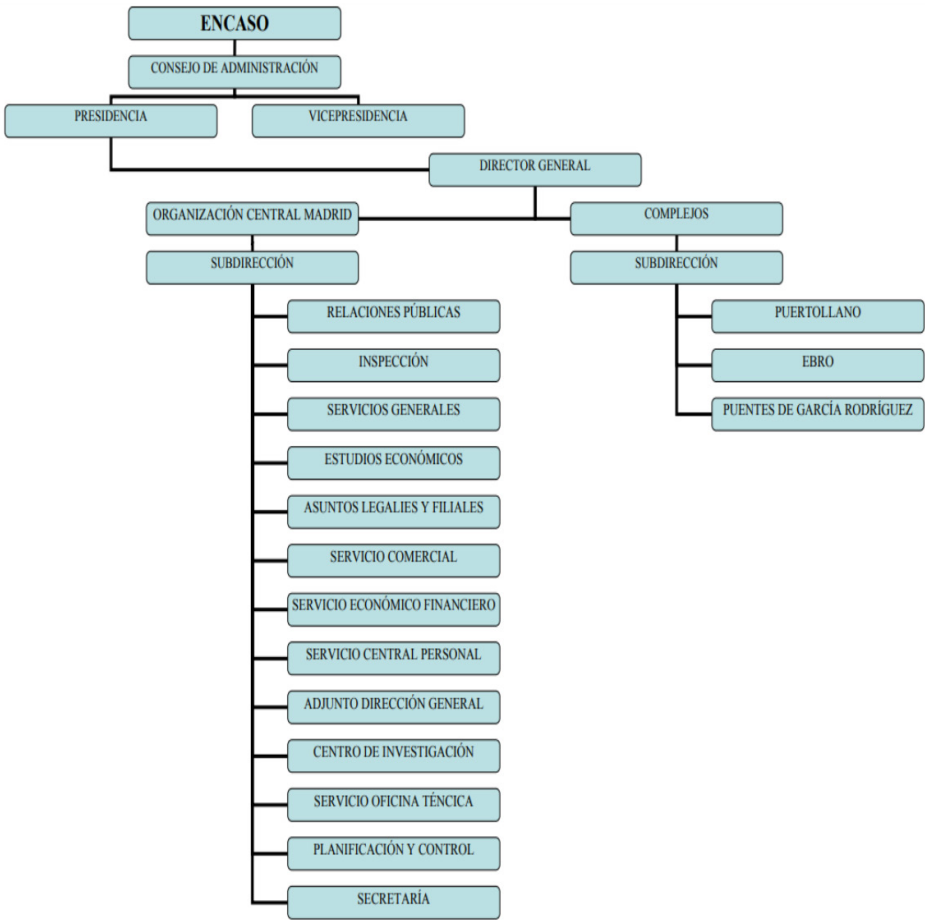 ENCASO
CONSEJO DE ADMINISTRACIÓN
PRESIDENCIA
VICEPRESIDENCIA
DIRECTOR GENERAL
ORGANIZACIÓN CENTRAL MADRID
COMPLEJOS
SUBDIRECCIÓN
SUBDIRECCIÓN
RELACIONES PÚBLICAS
PUERTOLLANO
INSPECCIÓN
EBRO
SERVICIOS GENERALES
PUENTES DE GARCÍA RODRÍGUEZ
ESTUDIOS ECONÓMICOS
ASUNTOS LEGALIES Y FILIALES
SERVICIO COMERCIAL
SERVICIO ECONÓMICO FINANCIERO
SERVICIO CENTRAL PERSONAL
ADJUNTO DIRECCIÓN GENERAL
CENTRO DE INVESTIGACIÓN
SERVICIO OFICINA TÉNCICA
PLANIFICACIÓN Y CONTROL
SECRETARÍA